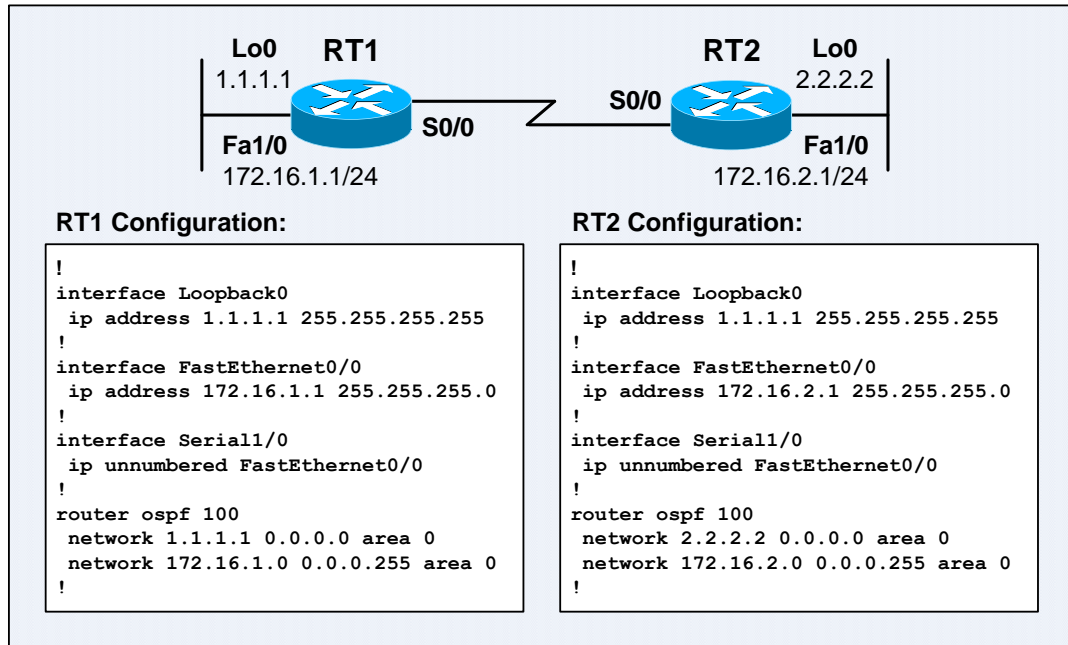 Lo0
1.1.1.1
RT1
S0/0
Fa1/0
172.16.1.1/24
RT2
Lo0
2.2.2.2
S0/0
Fa1/0
172.16.2.1/24
RT1 Configuration:
!
interface Loopback0
 ip address 1.1.1.1 255.255.255.255
!
interface FastEthernet0/0
 ip address 172.16.1.1 255.255.255.0
!
interface Serial1/0
 ip unnumbered FastEthernet0/0
!
router ospf 100
 network 1.1.1.1 0.0.0.0 area 0
 network 172.16.1.0 0.0.0.255 area 0
!
RT2 Configuration:
!
interface Loopback0
 ip address 1.1.1.1 255.255.255.255
!
interface FastEthernet0/0
 ip address 172.16.2.1 255.255.255.0
!
interface Serial1/0
 ip unnumbered FastEthernet0/0
!
router ospf 100
 network 2.2.2.2 0.0.0.0 area 0
 network 172.16.2.0 0.0.0.255 area 0
!